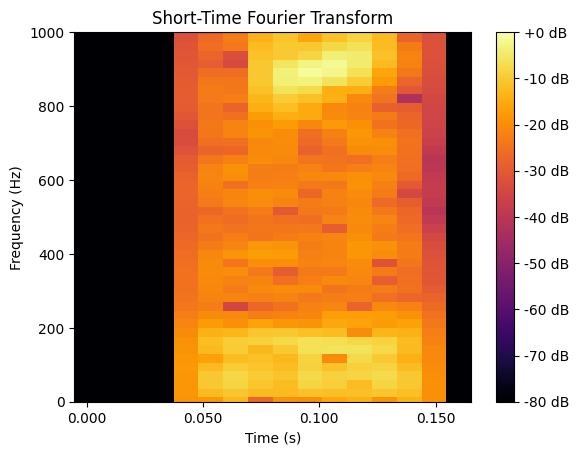 Short-Time Fourier Transform
1000
800
600
400
200
0
Frequency (Hz)
0.000
0.050
0.100
0.150
Time (s)
+0 dB
-10 dB
-20 dB
-30 dB
-40 dB
-50 dB
-60 dB
-70 dB
-80 dB